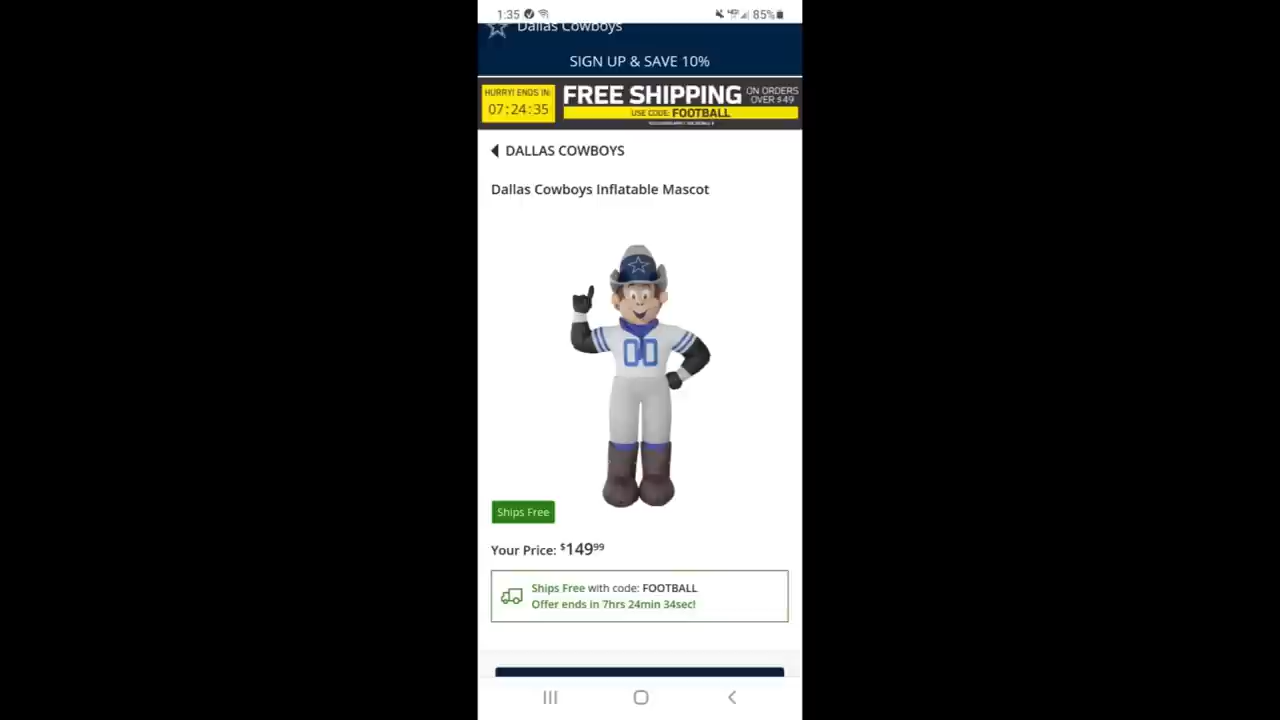 1:35
85%
Dallas Cowboys
SIGN UP & SAVE 10%
HURRY! ENDS IN:
07:24:35
FREE SHIPPING
ON ORDERS
OVER $49
USE CODE: FOOTBALL
DALLAS COWBOYS
Dallas Cowboys Inflatable Mascot
00
Ships Free
Your Price: $14999
Ships Free with code: FOOTBALL
Offer ends in 7hrs 24min 34sec!